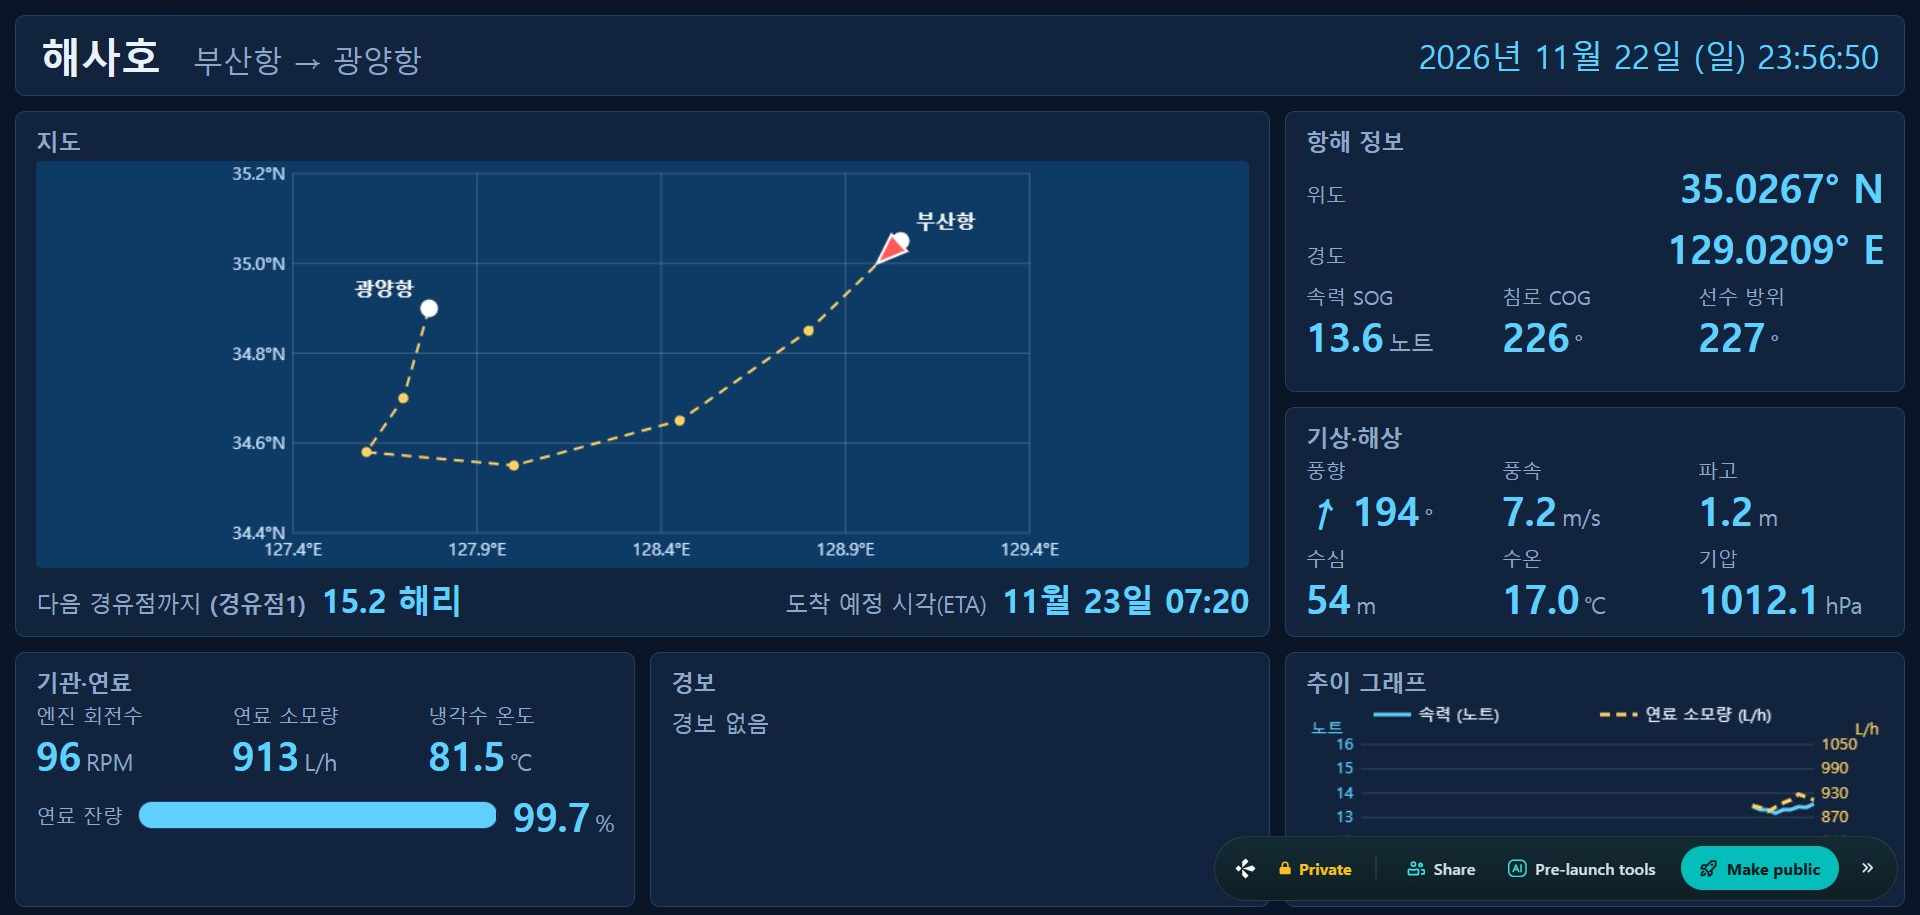 해사호 부산항 → 광양항
2026년 11월 22일 (일) 23:56:50
지도
35.2°N
35.0°N
34.8°N
34.6°N
34.4°N
127.4°E 127.9°E 128.4°E 128.9°E 129.4°E
부산항
광양항
다음 경유점까지 (경유점1) 15.2 해리
도착 예정 시각(ETA) 11월 23일 07:20
항해 정보
위도 35.0267° N
경도 129.0209° E
속력 SOG 침로 COG 선수 방위
13.6 노트 226 ° 227 °
기상·해상
풍향 풍속 파고
↑ 194 ° 7.2 m/s 1.2 m
수심 수온 기압
54 m 17.0 ℃ 1012.1 hPa
기관·연료
엔진 회전수 연료 소모량 냉각수 온도
96 RPM 913 L/h 81.5 ℃
연료 잔량 99.7 %
경보
경보 없음
추이 그래프
속력 (노트) 연료 소모량 (L/h)
노트 L/h
16 1050
15 990
14 930
13 870
Private Share Pre-launch tools Make public »